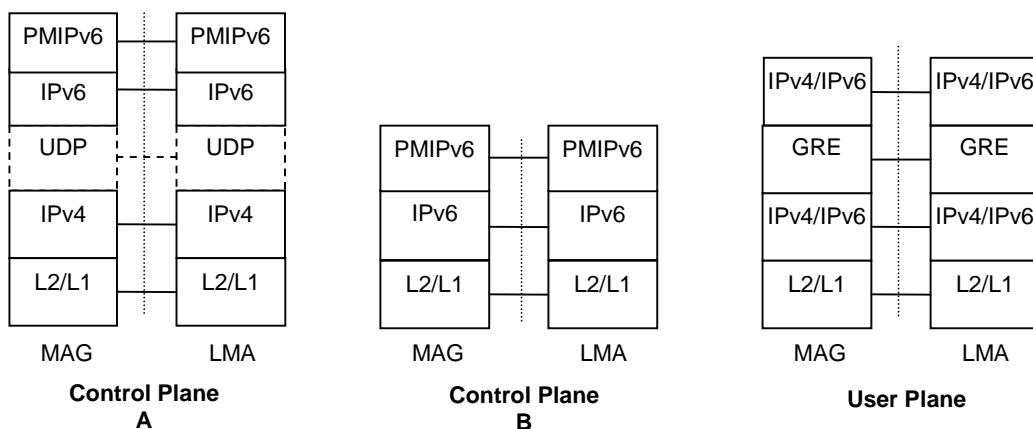 PMIPv6 PMIPv6
IPv6 IPv6
UDP UDP
IPv4 IPv4
L2/L1 L2/L1
MAG LMA
Control Plane
A
PMIPv6 PMIPv6
IPv6 IPv6
L2/L1 L2/L1
MAG LMA
Control Plane
B
IPv4/IPv6 IPv4/IPv6
GRE GRE
IPv4/IPv6 IPv4/IPv6
L2/L1 L2/L1
MAG LMA
User Plane